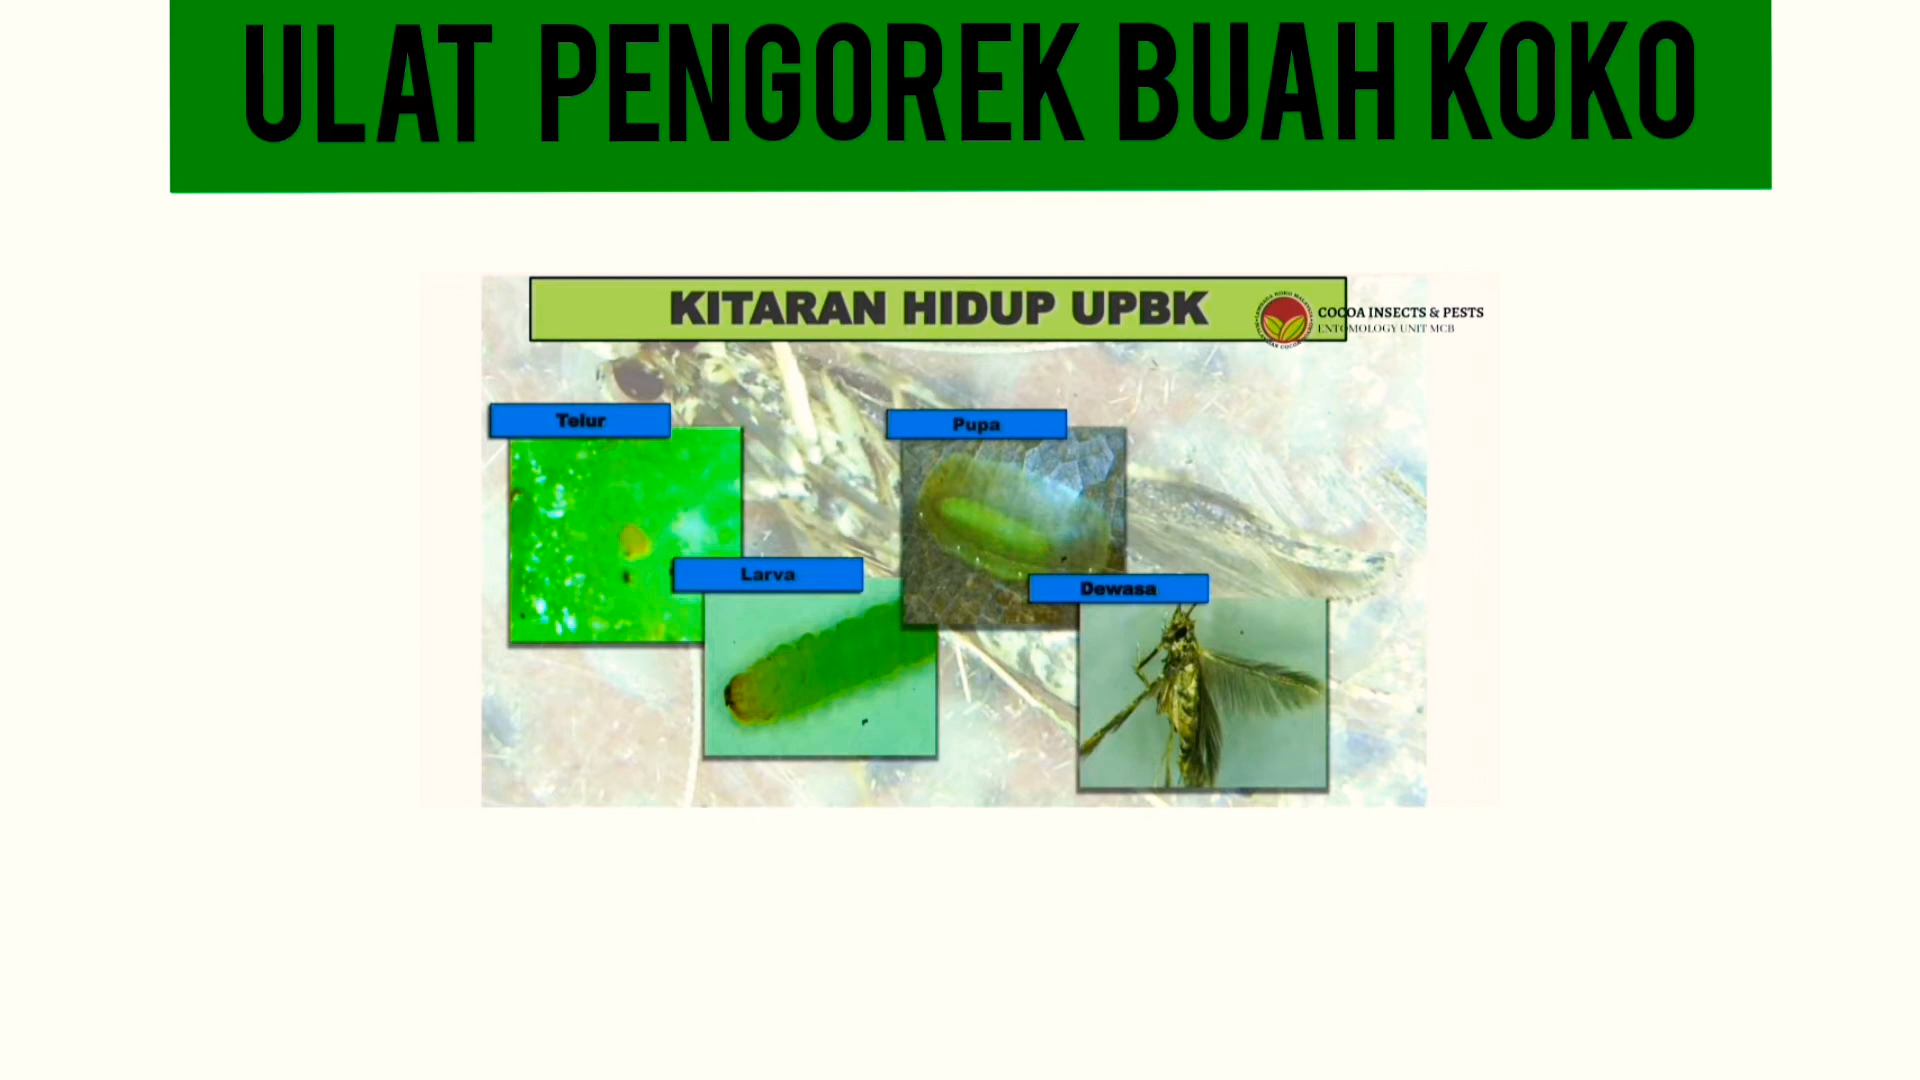 ULAT PENGOREK BUAH KOKO
KITARAN HIDUP UPBK
COCOA INSECTS & PESTS
ENTOMOLOGY UNIT MCB
Telur
Pupa
Larva
Dewasa